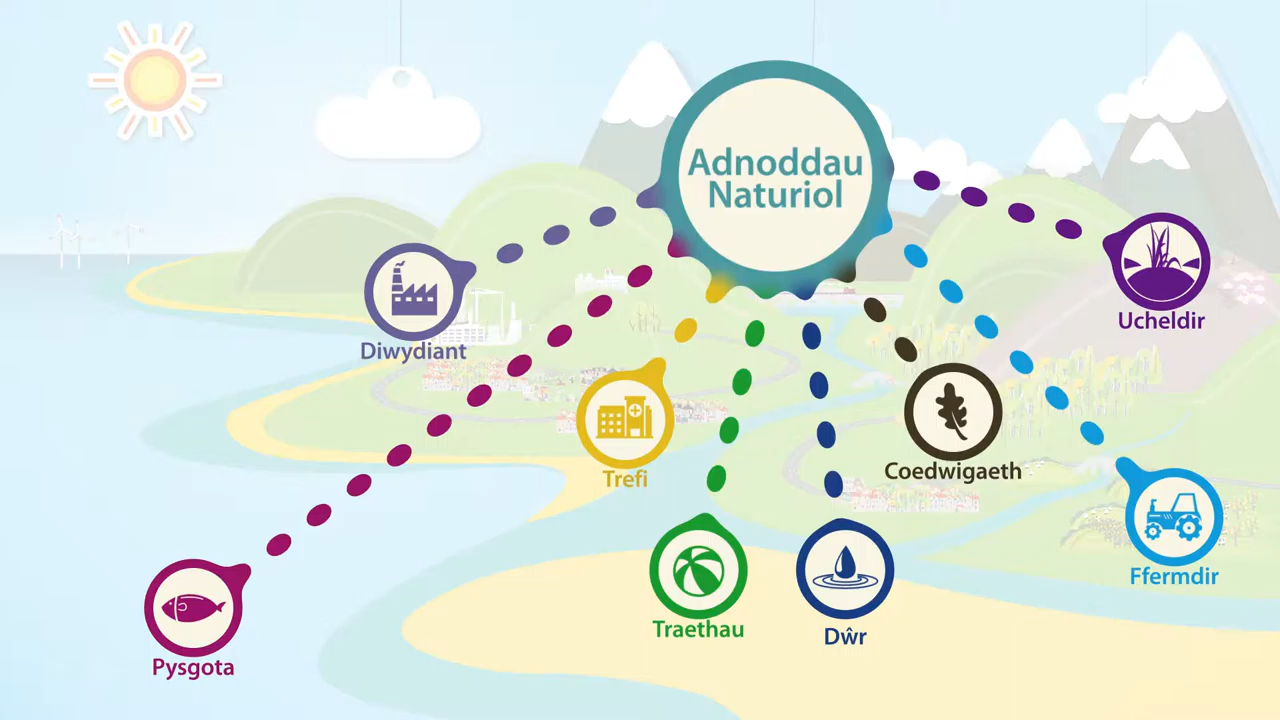 Adnoddau
Naturiol
Diwydiant
Ucheldir
Trefi
Coedwigaeth
Ffermdir
Traethau
Dŵr
Pysgota